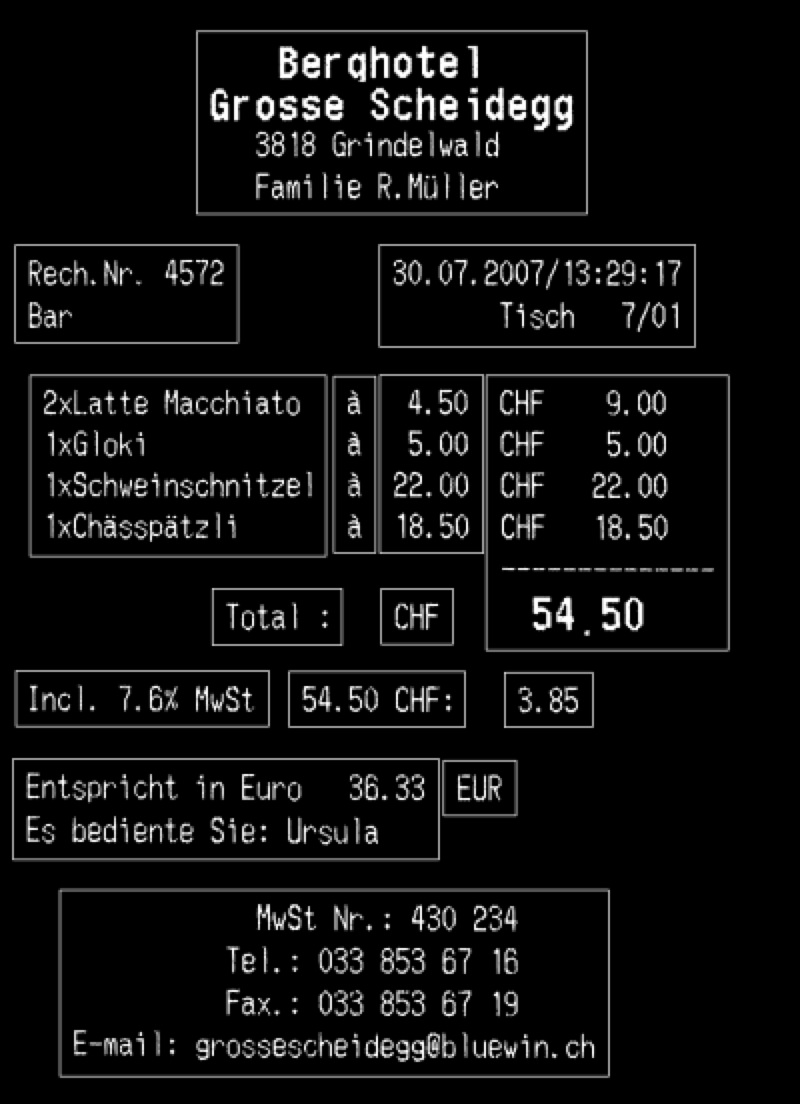 Berghotel
Grosse Scheidegg
3818 Grindelwald
Familie R.Müller
Rech.Nr. 4572 30.07.2007/13:29:17
Bar Tisch 7/01
2xLatte Macchiato à 4.50 CHF 9.00
1xGloki à 5.00 CHF 5.00
1xSchweinschnitzel à 22.00 CHF 22.00
1xChässpätzli à 18.50 CHF 18.50
Total : CHF 54.50
Incl. 7.6% MwSt 54.50 CHF: 3.85
Entspricht in Euro 36.33 EUR
Es bediente Sie: Ursula
MwSt Nr.: 430 234
Tel.: 033 853 67 16
Fax.: 033 853 67 19
E-mail: grossescheidegg@bluewin.ch